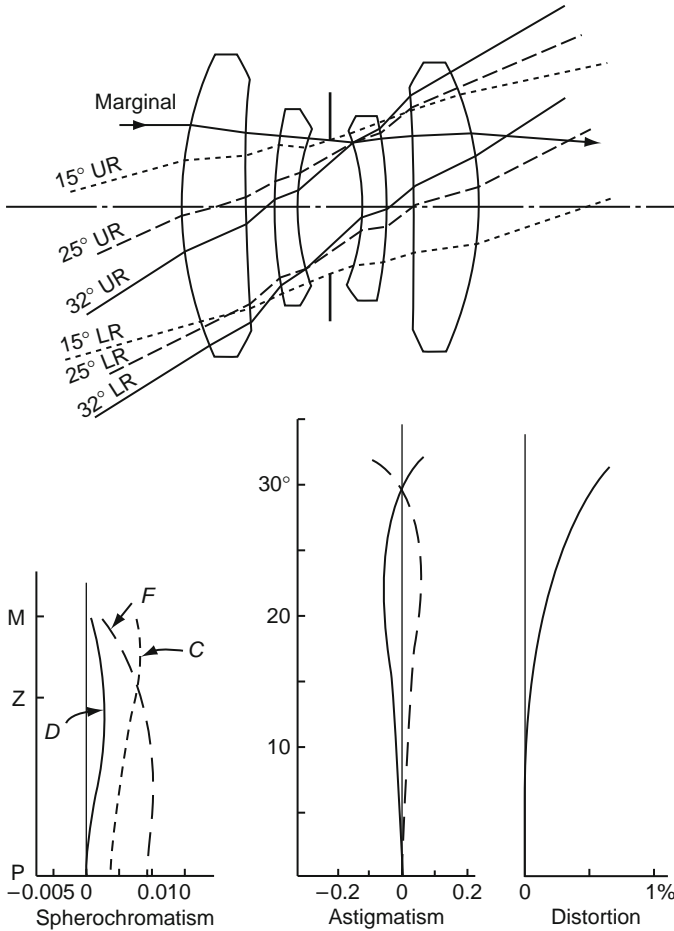 Marginal
15° UR
25° UR
32° UR
15° LR
25° LR
32° LR
M
Z
P
F
C
D
−0.005 0 0.010
Spherochromatism
30°
20
10
−0.2 0 0.2
Astigmatism
0 1%
Distortion